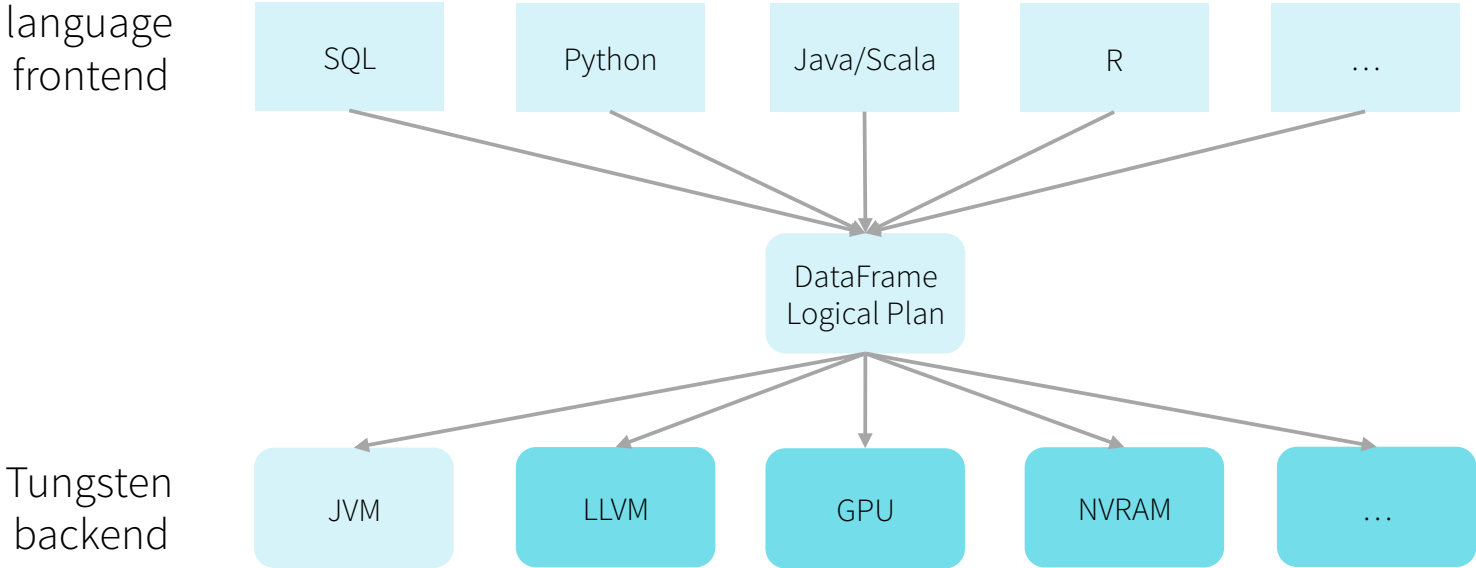 language
frontend
SQL
Python
Java/Scala
R
…
DataFrame
Logical Plan
Tungsten
backend
JVM
LLVM
GPU
NVRAM
…